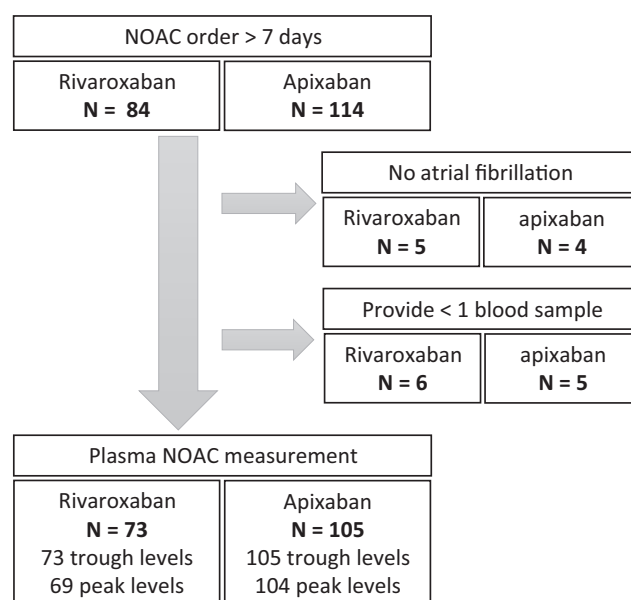 NOAC order > 7 days
Rivaroxaban
N = 84
Apixaban
N = 114
No atrial fibrillation
Rivaroxaban
N = 5
apixaban
N = 4
Provide < 1 blood sample
Rivaroxaban
N = 6
apixaban
N = 5
Plasma NOAC measurement
Rivaroxaban
N = 73
73 trough levels
69 peak levels
Apixaban
N = 105
105 trough levels
104 peak levels